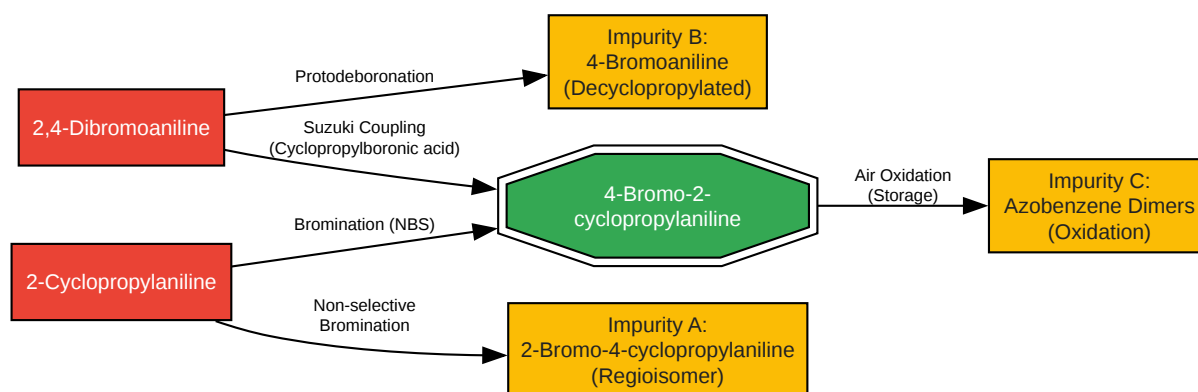 Impurity B:
4-Bromoaniline
(Decyclopropylated)
Protodeboronation
2,4-Dibromoaniline
Suzuki Coupling
(Cyclopropylboronic acid)
4-Bromo-2-
cyclopropylaniline
Air Oxidation
(Storage)
Impurity C:
Azobenzene Dimers
(Oxidation)
Bromination (NBS)
2-Cyclopropylaniline
Non-selective
Bromination
Impurity A:
2-Bromo-4-cyclopropylaniline
(Regioisomer)